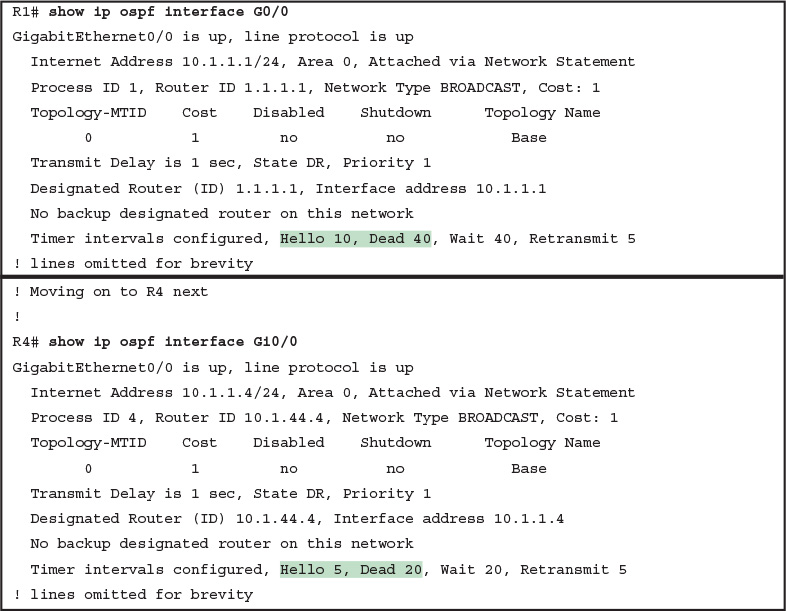 R1# show ip ospf interface G0/0
GigabitEthernet0/0 is up, line protocol is up
Internet Address 10.1.1.1/24, Area 0, Attached via Network Statement
Process ID 1, Router ID 1.1.1.1, Network Type BROADCAST, Cost: 1
Topology-MTID Cost Disabled Shutdown Topology Name
0 1 no no Base
Transmit Delay is 1 sec, State DR, Priority 1
Designated Router (ID) 1.1.1.1, Interface address 10.1.1.1
No backup designated router on this network
Timer intervals configured, Hello 10, Dead 40, Wait 40, Retransmit 5
! lines omitted for brevity
! Moving on to R4 next
!
R4# show ip ospf interface Gi0/0
GigabitEthernet0/0 is up, line protocol is up
Internet Address 10.1.1.4/24, Area 0, Attached via Network Statement
Process ID 4, Router ID 10.1.44.4, Network Type BROADCAST, Cost: 1
Topology-MTID Cost Disabled Shutdown Topology Name
0 1 no no Base
Transmit Delay is 1 sec, State DR, Priority 1
Designated Router (ID) 10.1.44.4, Interface address 10.1.1.4
No backup designated router on this network
Timer intervals configured, Hello 5, Dead 20, Wait 20, Retransmit 5
! lines omitted for brevity